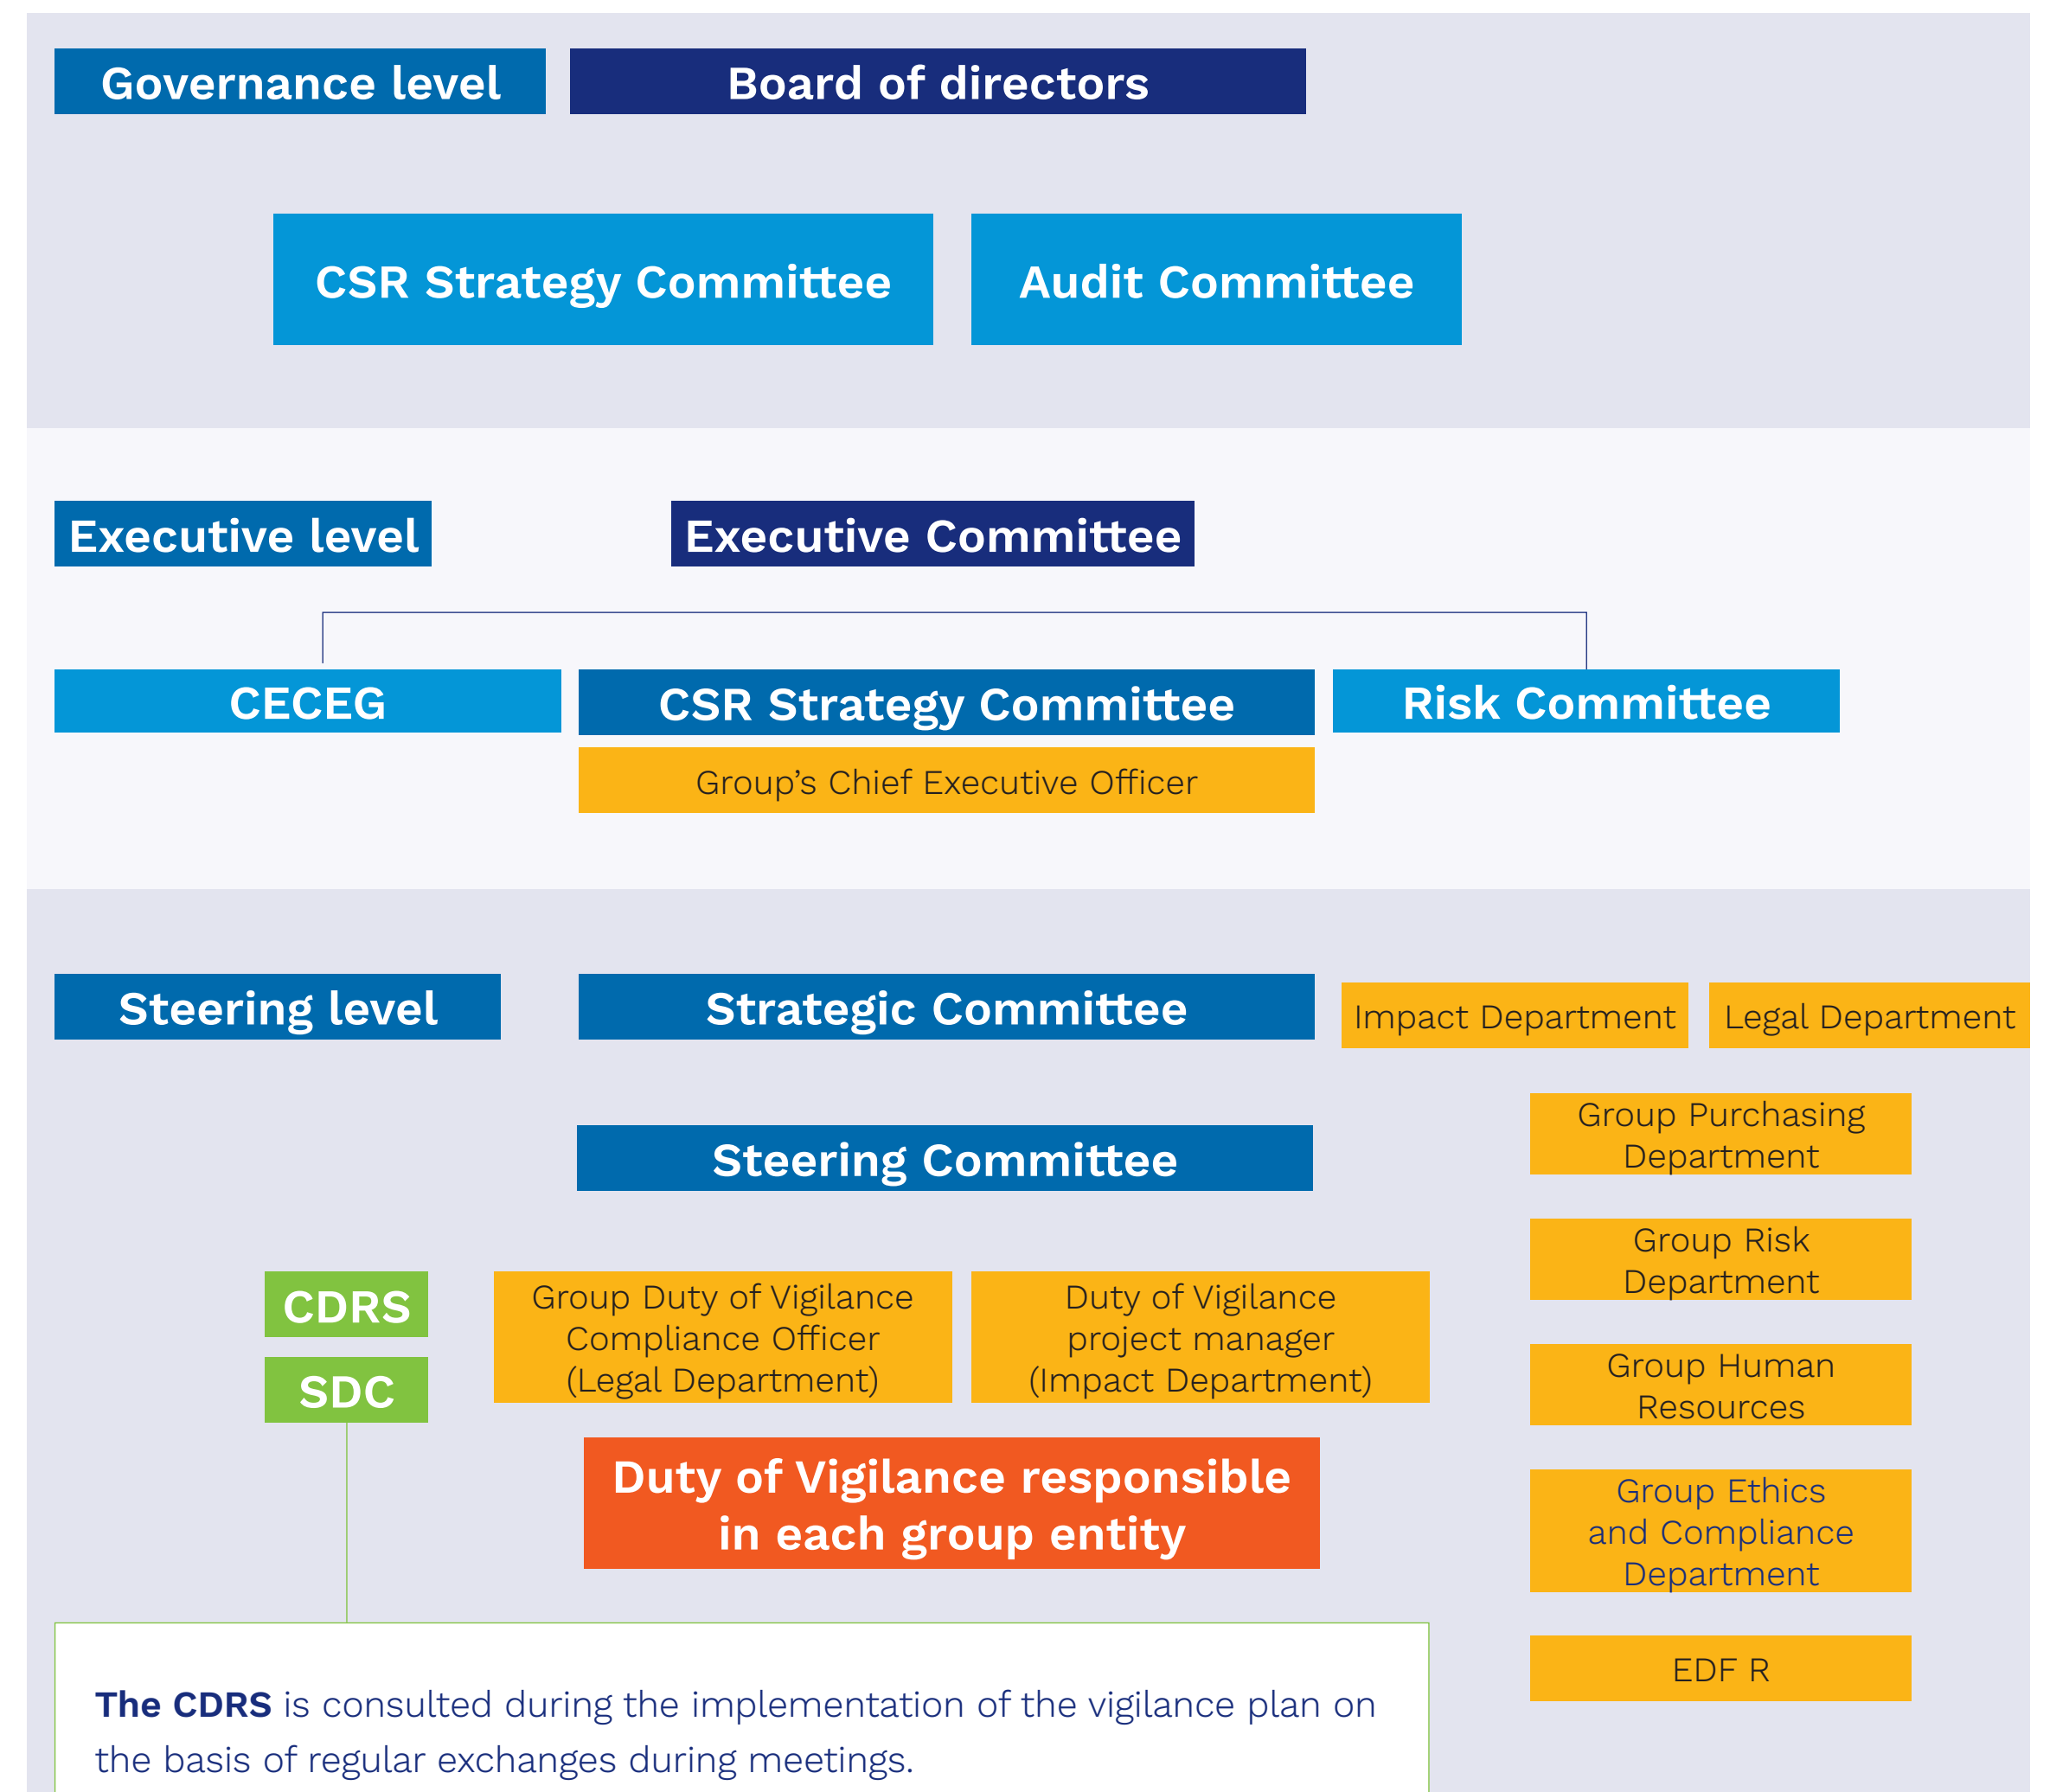 Governance level
Board of directors
CSR Strategy Committee
Audit Committee
Executive level
Executive Committee
CECEG
CSR Strategy Committee
Risk Committee
Group’s Chief Executive Officer
Steering level
Strategic Committee
Impact Department
Legal Department
Group Purchasing
Department
Steering Committee
Group Risk
Department
CDRS
SDC
Group Duty of Vigilance
Compliance Officer
(Legal Department)
Duty of Vigilance
project manager
(Impact Department)
Group Human
Resources
Duty of Vigilance responsible
in each group entity
Group Ethics
and Compliance
Department
EDF R
The CDRS is consulted during the implementation of the vigilance plan on
the basis of regular exchanges during meetings.